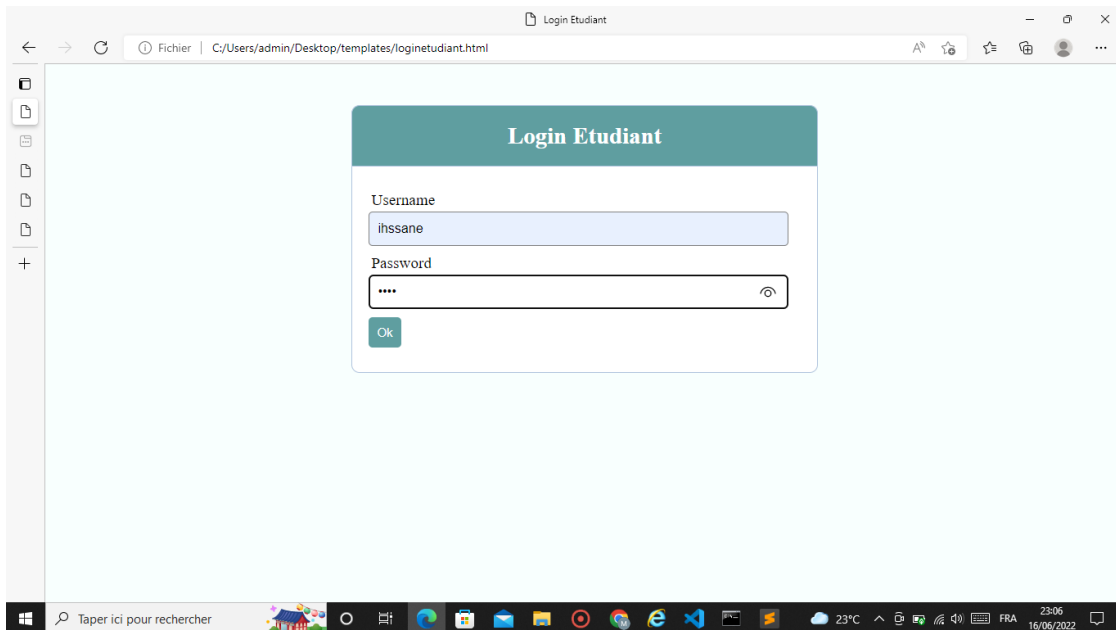 Login Etudiant
Fichier | C:/Users/admin/Desktop/templates/loginetudiant.html
Login Etudiant
Username
ihssane
Password
••••
Ok
Taper ici pour rechercher
23°C
FRA
23:06
16/06/2022